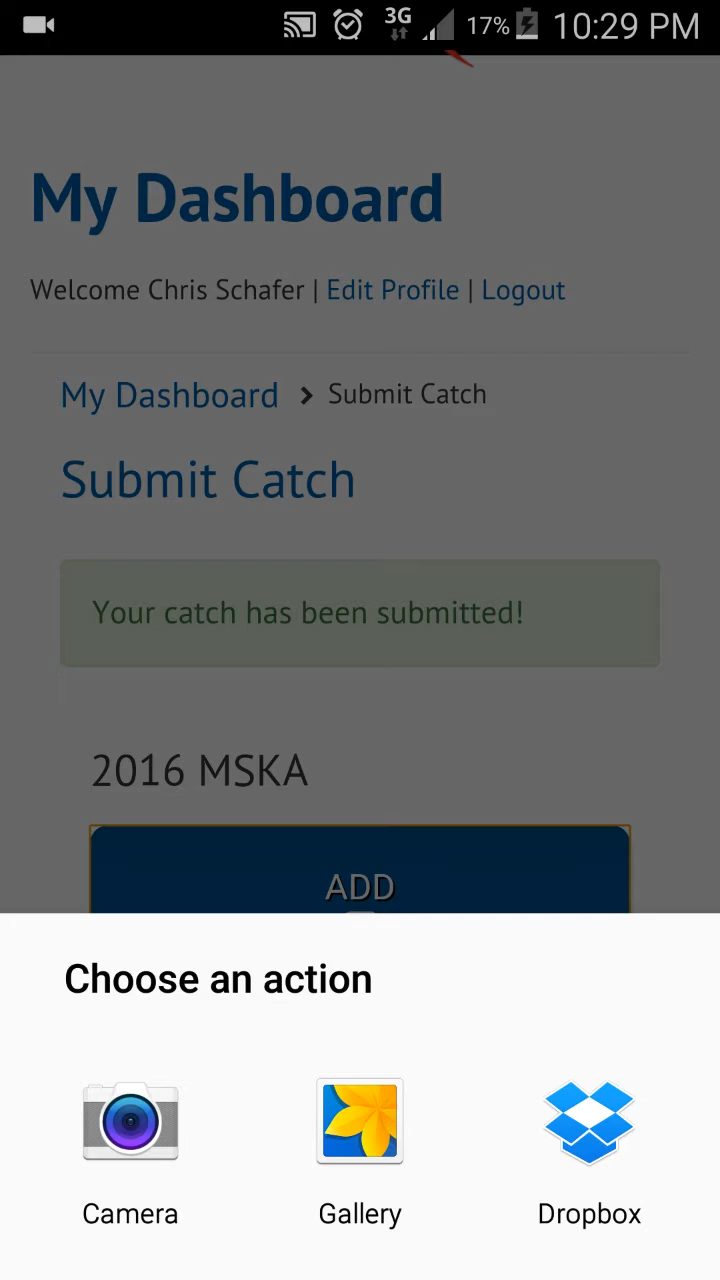 3G 17% 10:29 PM
My Dashboard
Welcome Chris Schafer | Edit Profile | Logout
My Dashboard > Submit Catch
Submit Catch
Your catch has been submitted!
2016 MSKA
ADD
Choose an action
Camera Gallery Dropbox